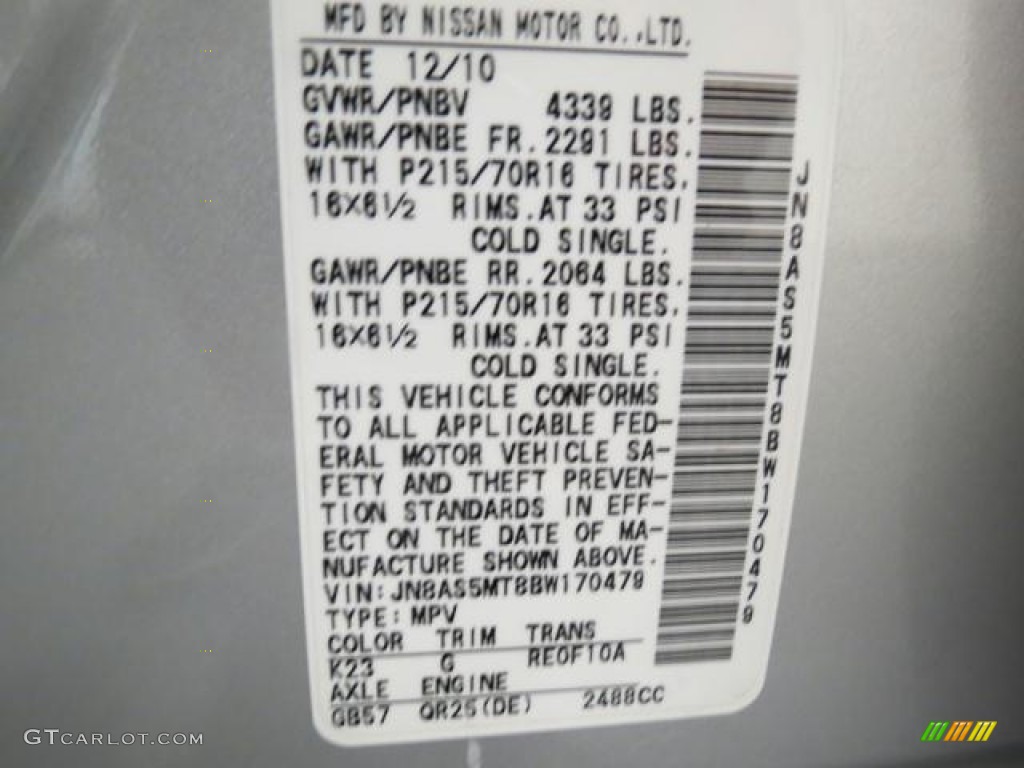 MFD BY NISSAN MOTOR CO.,LTD.
DATE 12/10
GVWR/PNBV 4339 LBS.
GAWR/PNBE FR. 2291 LBS.
WITH P215/70R16 TIRES,
16X6½ RIMS. AT 33 PSI
COLD SINGLE.
GAWR/PNBE RR. 2064 LBS.
WITH P215/70R16 TIRES,
16X6½ RIMS. AT 33 PSI
COLD SINGLE.
THIS VEHICLE CONFORMS
TO ALL APPLICABLE FED-
ERAL MOTOR VEHICLE SA-
FETY AND THEFT PREVEN-
TION STANDARDS IN EFF-
ECT ON THE DATE OF MA-
NUFACTURE SHOWN ABOVE.
VIN: JN8AS5MT8BW170479
TYPE: MPV
COLOR TRIM TRANS
K23 G RE0F10A
AXLE ENGINE
GB57 QR25(DE) 2488CC
JN8AS5MT8BW170479
GTCARLOT.COM